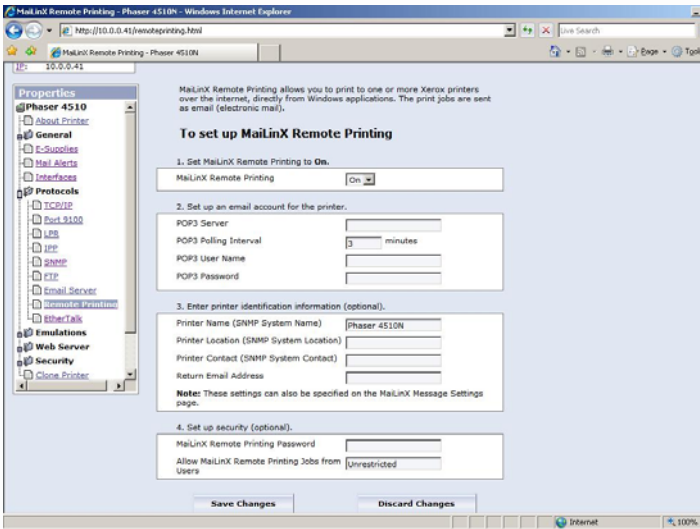 MaiLinX Remote Printing - Phaser 4510N - Windows Internet Explorer
http://10.0.0.41/remoteprinting.html
Live Search
MaiLinX Remote Printing - Phaser 4510N
Page
Tool
IP: 10.0.0.41
Properties
Phaser 4510
About Printer
General
E-Supplies
Mail Alerts
Interfaces
Protocols
TCP/IP
Port 9100
LPR
IPP
SNMP
FTP
Email Server
Remote Printing
EtherTalk
Emulations
Web Server
Security
Clone Printer
MaiLinX Remote Printing allows you to print to one or more Xerox printers
over the internet, directly from Windows applications. The print jobs are sent
as email (electronic mail).
To set up MaiLinX Remote Printing
1. Set MaiLinX Remote Printing to On.
MaiLinX Remote Printing On
2. Set up an email account for the printer.
POP3 Server
POP3 Polling Interval 3 minutes
POP3 User Name
POP3 Password
3. Enter printer identification information (optional).
Printer Name (SNMP System Name) Phaser 4510N
Printer Location (SNMP System Location)
Printer Contact (SNMP System Contact)
Return Email Address
Note: These settings can also be specified on the MaiLinX Message Settings
page.
4. Set up security (optional).
MaiLinX Remote Printing Password
Allow MaiLinX Remote Printing Jobs from Unrestricted
Users
Save Changes Discard Changes
Internet 100%